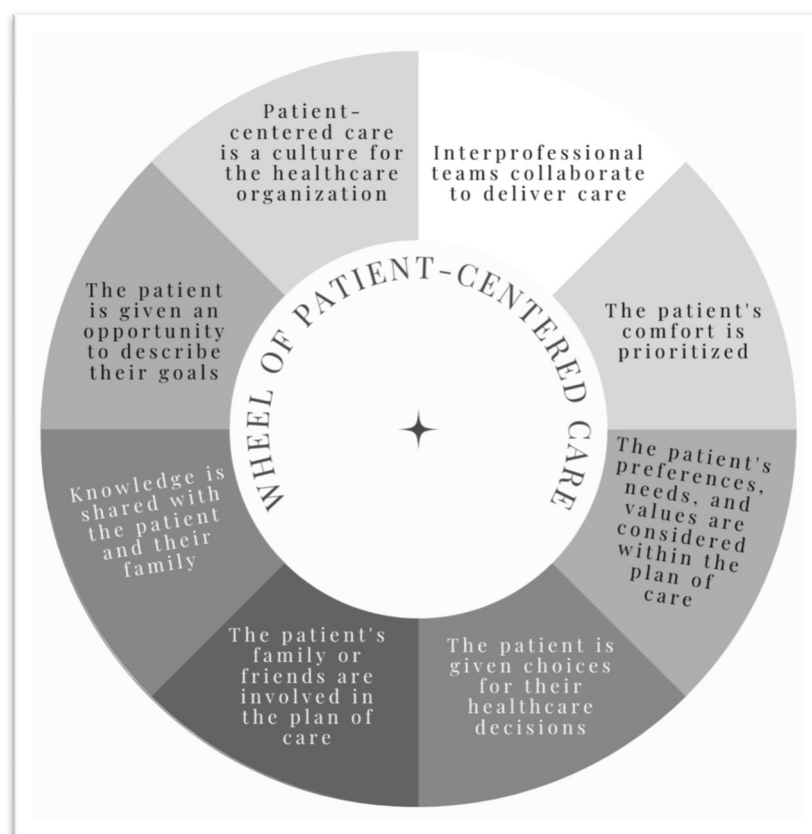 WHEEL OF PATIENT-CENTERED CARE
Interprofessional
teams collaborate
to deliver care
The patient's
comfort is
prioritized
The patient's
preferences,
needs, and
values are
considered
within the
plan of
care
The patient is
given choices
for their
healthcare
decisions
The patient's
family or
friends are
involved in
the plan of
care
Knowledge is
shared with
the patient
and their
family
The patient
is given an
opportunity
to describe
their goals
Patient-
centered care
is a culture for
the healthcare
organization